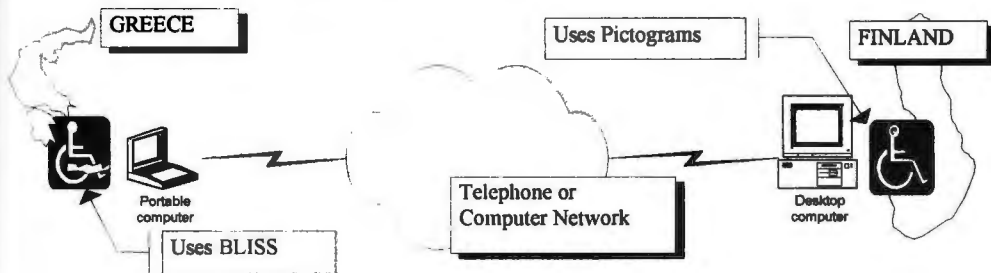 GREECE
Uses Pictograms
FINLAND
Portable
computer
Telephone or
Computer Network
Desktop
computer
Uses BLISS